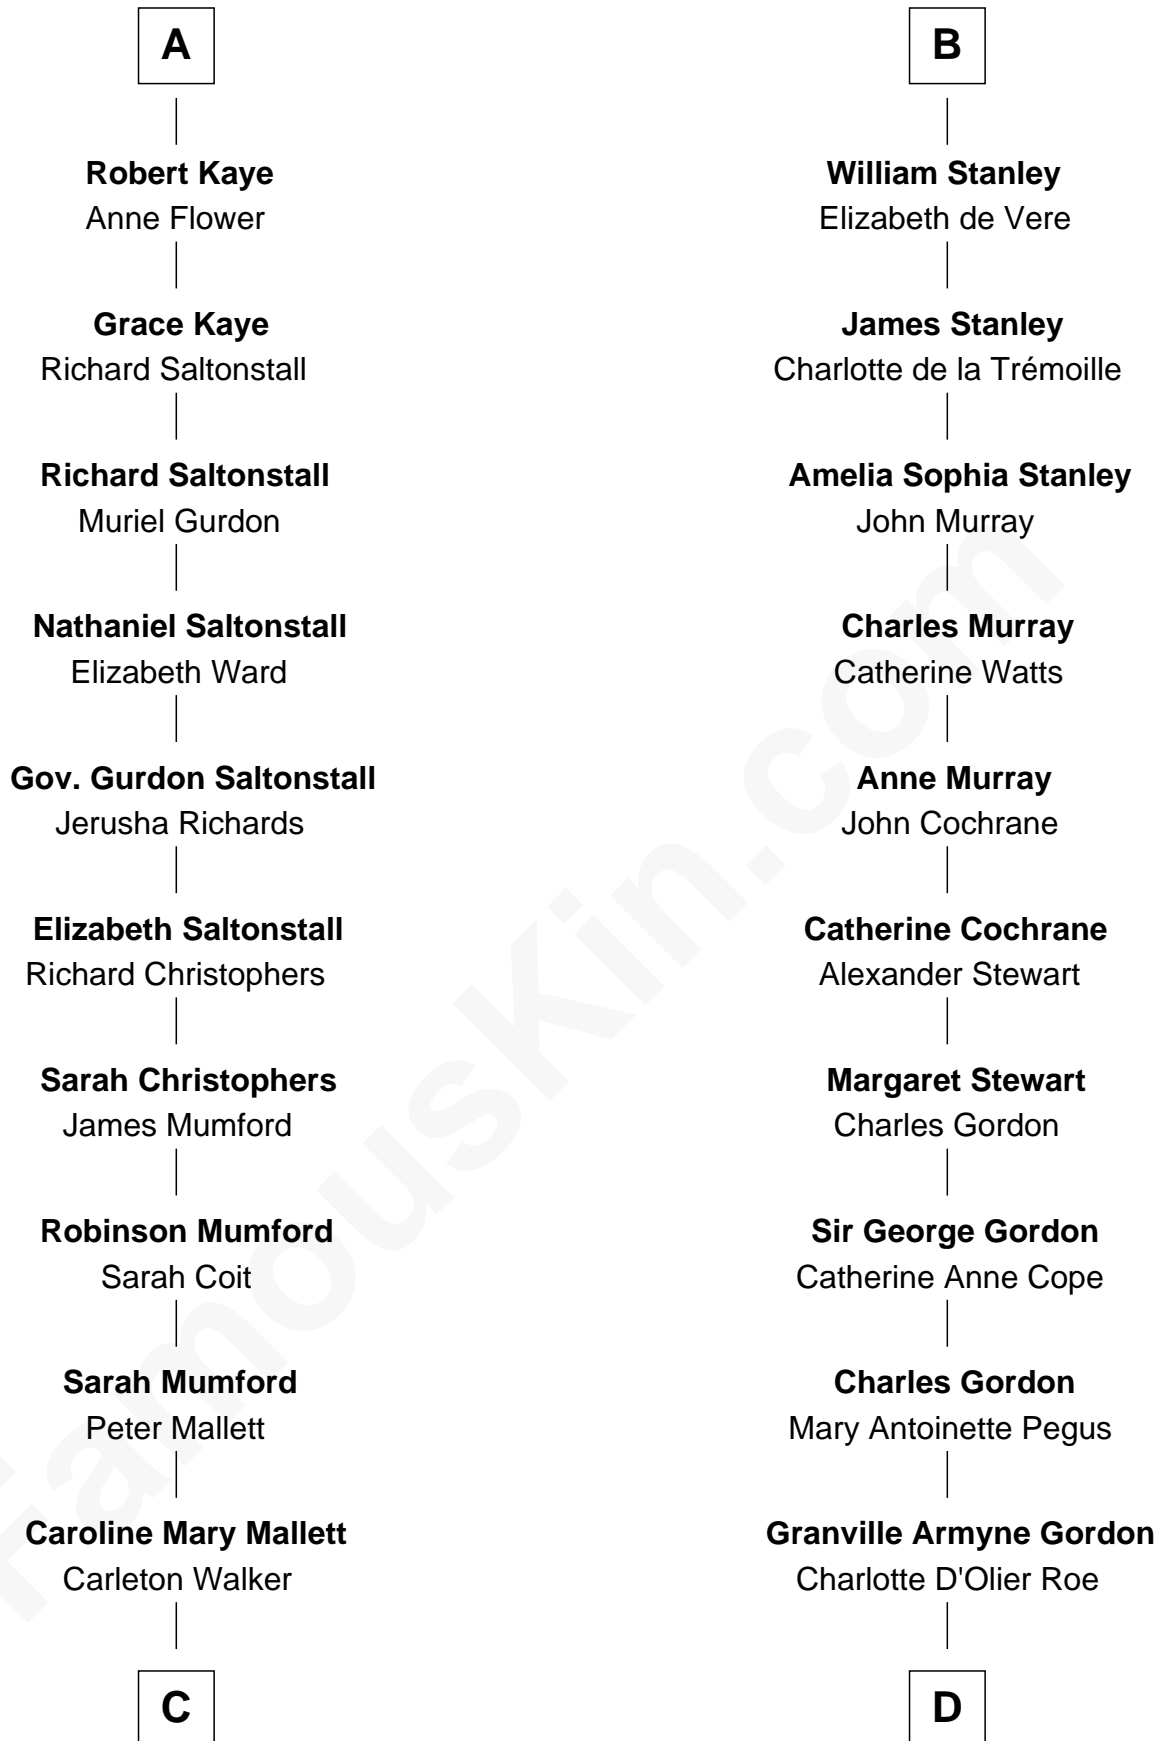 A
Robert Kaye
Anne Flower
Grace Kaye
Richard Saltonstall
Richard Saltonstall
Muriel Gurdon
Nathaniel Saltonstall
Elizabeth Ward
Gov. Gurdon Saltonstall
Jerusha Richards
Elizabeth Saltonstall
Richard Christophers
Sarah Christophers
James Mumford
Robinson Mumford
Sarah Coit
Sarah Mumford
Peter Mallett
Caroline Mary Mallett
Carleton Walker
C
B
William Stanley
Elizabeth de Vere
James Stanley
Charlotte de la Trémoille
Amelia Sophia Stanley
John Murray
Charles Murray
Catherine Watts
Anne Murray
John Cochrane
Catherine Cochrane
Alexander Stewart
Margaret Stewart
Charles Gordon
Sir George Gordon
Catherine Anne Cope
Charles Gordon
Mary Antoinette Pegus
Granville Armyne Gordon
Charlotte D'Olier Roe
D
FamousKin.com